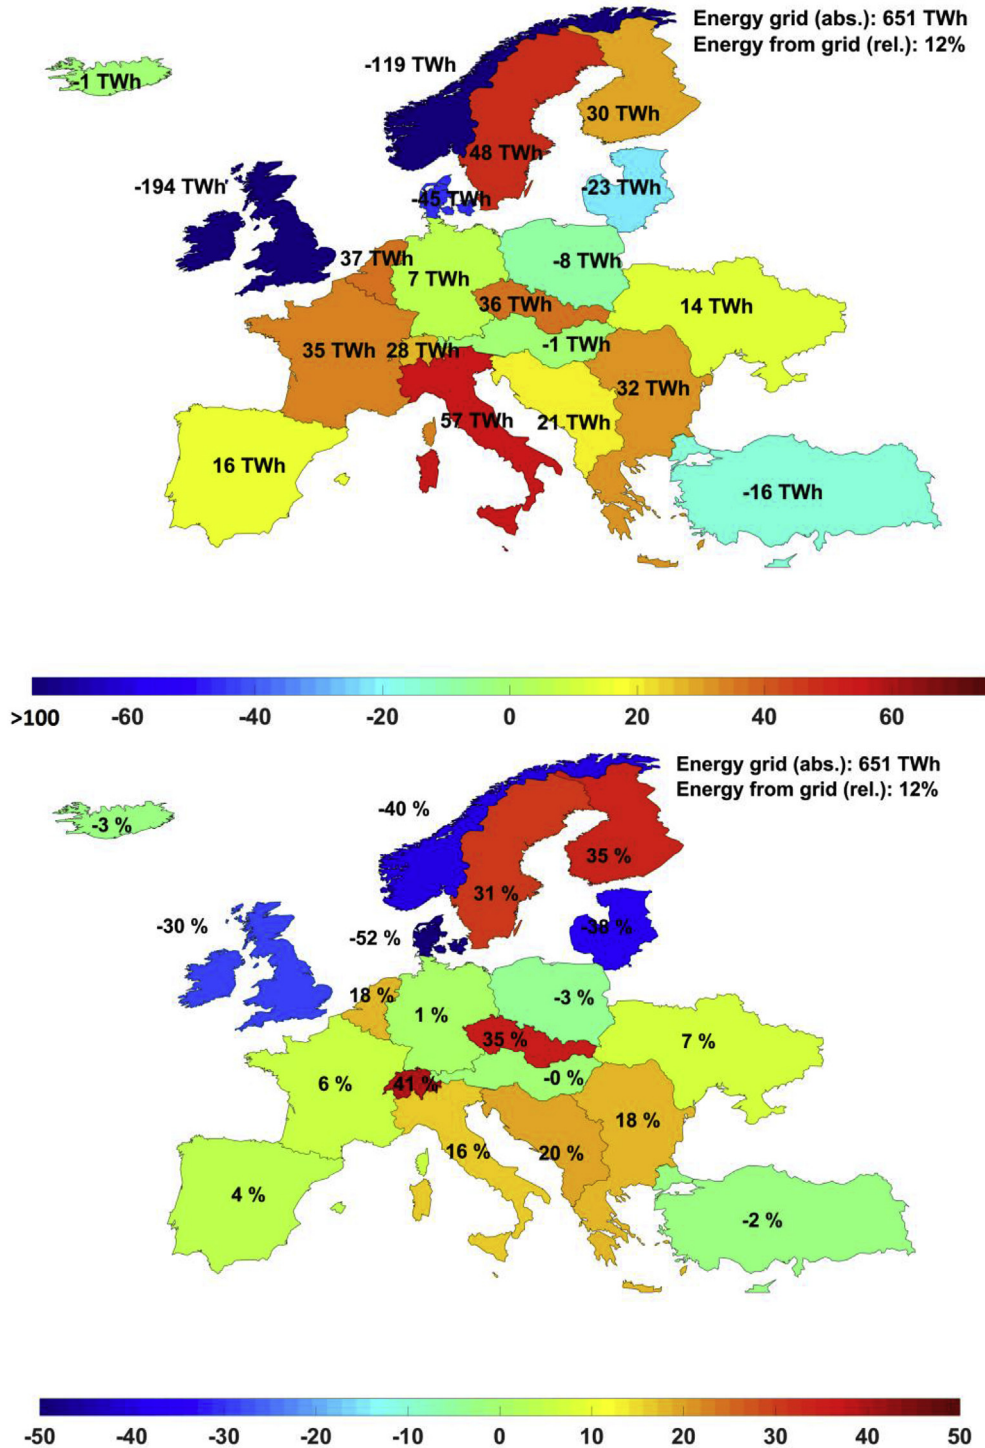 Energy grid (abs.): 651 TWh
Energy from grid (rel.): 12%
-1 TWh
-119 TWh
30 TWh
48 TWh
-194 TWh
-45 TWh
-23 TWh
37 TWh
7 TWh
-8 TWh
36 TWh
14 TWh
35 TWh
28 TWh
-1 TWh
32 TWh
57 TWh
21 TWh
16 TWh
-16 TWh
>100 -60 -40 -20 0 20 40 60
Energy grid (abs.): 651 TWh
Energy from grid (rel.): 12%
-3 %
-40 %
35 %
31 %
-30 %
-52 %
-38 %
18 %
1 %
-3 %
35 %
7 %
6 %
41 %
-0 %
18 %
16 %
20 %
4 %
-2 %
-50 -40 -30 -20 -10 0 10 20 30 40 50